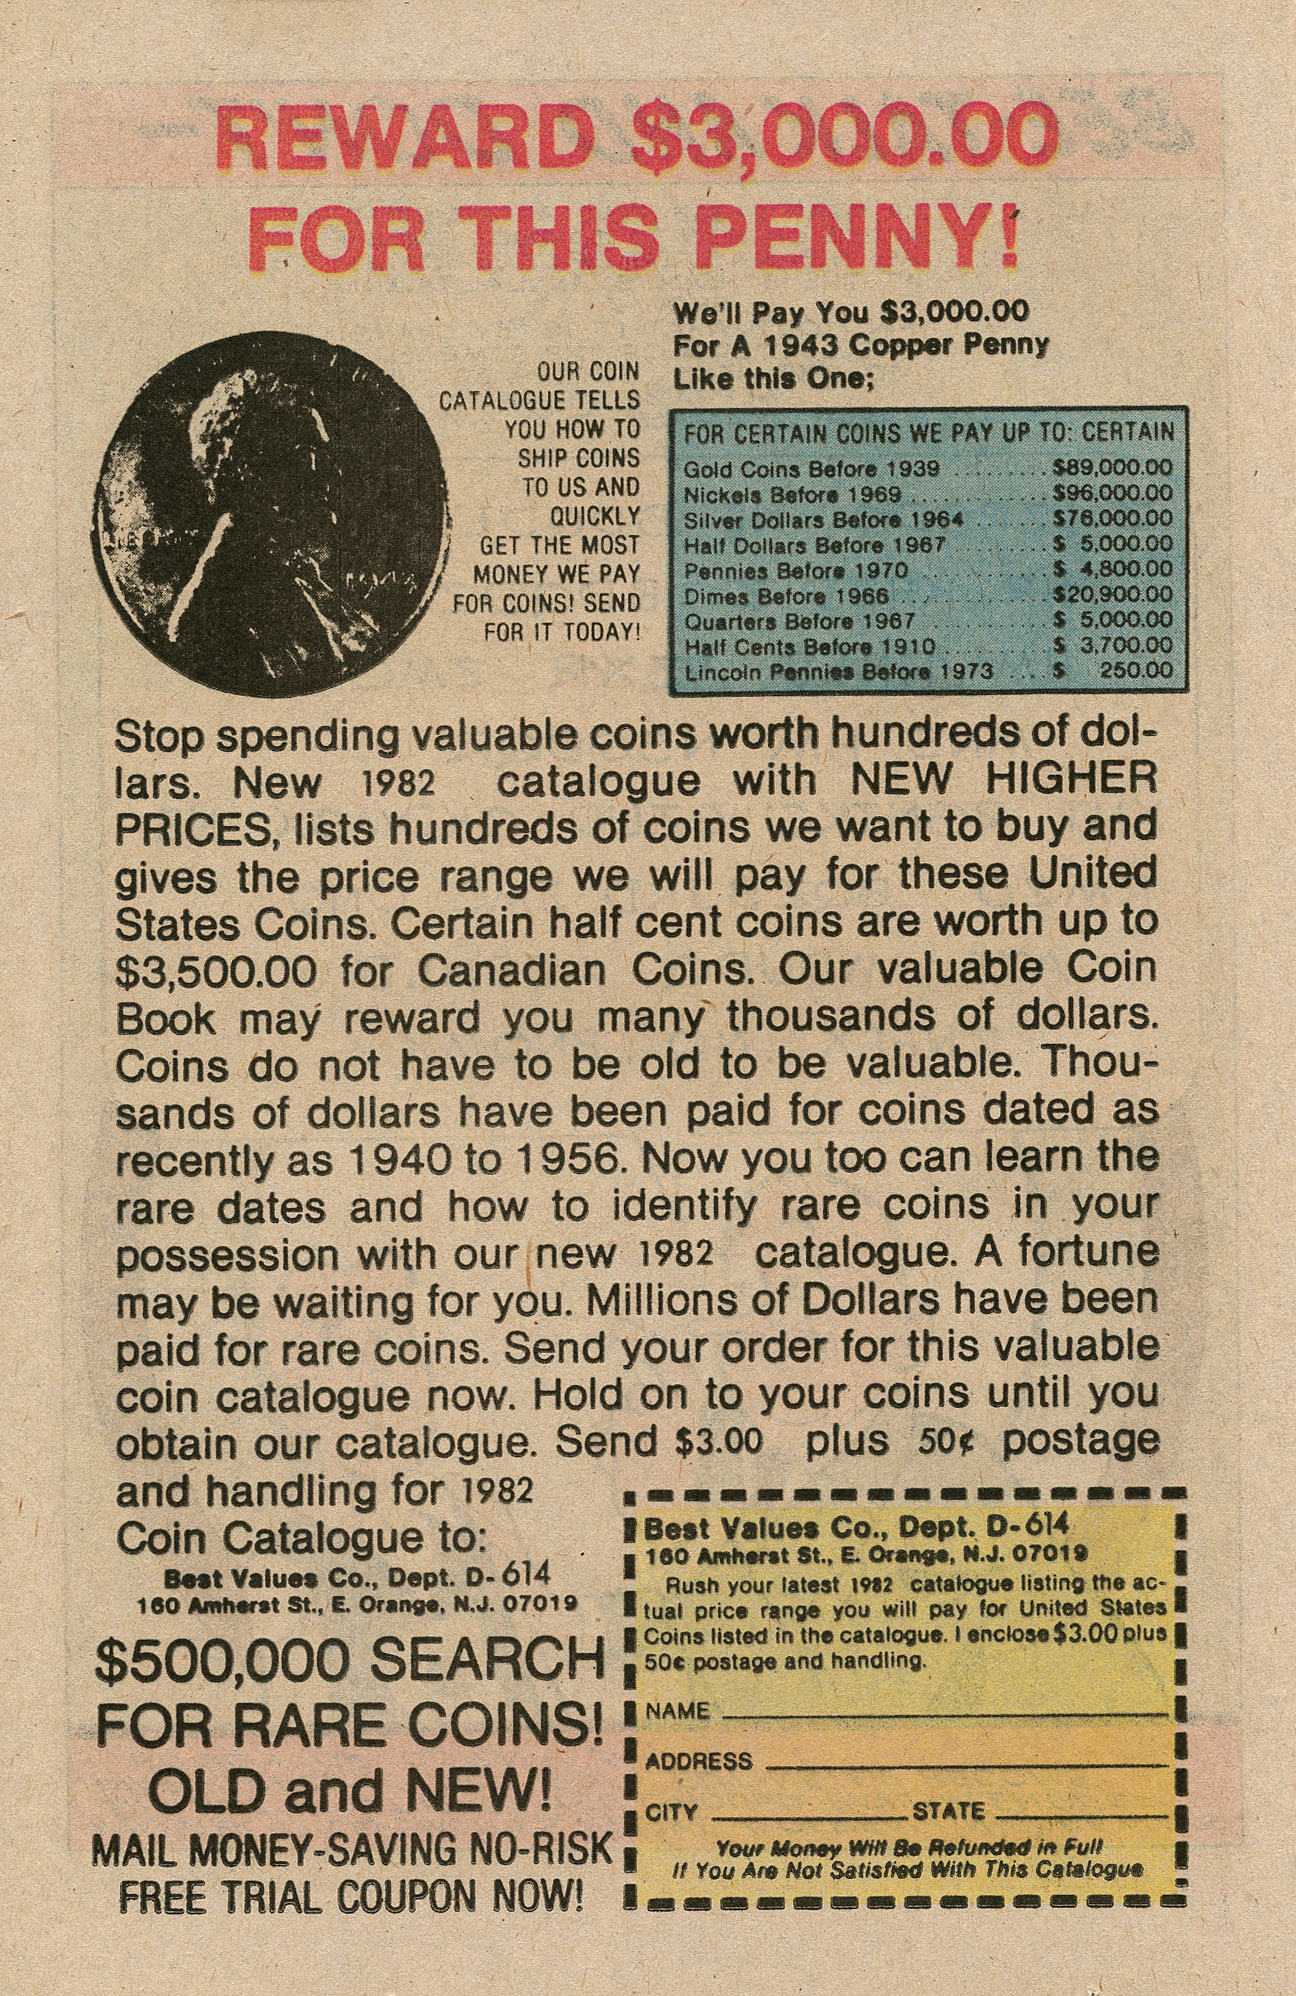 REWARD $3,000.00
FOR THIS PENNY!
We'll Pay You $3,000.00
For A 1943 Copper Penny
Like this One;
OUR COIN
CATALOGUE TELLS
YOU HOW TO
SHIP COINS
TO US AND
QUICKLY
GET THE MOST
MONEY WE PAY
FOR COINS! SEND
FOR IT TODAY!
FOR CERTAIN COINS WE PAY UP TO: CERTAIN
Gold Coins Before 1939 ......... $89,000.00
Nickels Before 1969 ............. $96,000.00
Silver Dollars Before 1964 ....... $76,000.00
Half Dollars Before 1967 ......... $ 5,000.00
Pennies Before 1970 ............ $ 4,800.00
Dimes Before 1966 ............. $20,900.00
Quarters Before 1967 ........... $ 5,000.00
Half Cents Before 1910 .......... $ 3,700.00
Lincoln Pennies Before 1973 .... $ 250.00
Stop spending valuable coins worth hundreds of dol-
lars. New 1982 catalogue with NEW HIGHER
PRICES, lists hundreds of coins we want to buy and
gives the price range we will pay for these United
States Coins. Certain half cent coins are worth up to
$3,500.00 for Canadian Coins. Our valuable Coin
Book may reward you many thousands of dollars.
Coins do not have to be old to be valuable. Thou-
sands of dollars have been paid for coins dated as
recently as 1940 to 1956. Now you too can learn the
rare dates and how to identify rare coins in your
possession with our new 1982 catalogue. A fortune
may be waiting for you. Millions of Dollars have been
paid for rare coins. Send your order for this valuable
coin catalogue now. Hold on to your coins until you
obtain our catalogue. Send $3.00 plus 50¢ postage
and handling for 1982
Coin Catalogue to:
Best Values Co., Dept. D-614
160 Amherst St., E. Orange, N.J. 07019
$500,000 SEARCH
FOR RARE COINS!
OLD and NEW!
MAIL MONEY-SAVING NO-RISK
FREE TRIAL COUPON NOW!
Best Values Co., Dept. D-614
160 Amherst St., E. Orange, N.J. 07019
Rush your latest 1982 catalogue listing the ac-
tual price range you will pay for United States
Coins listed in the catalogue. I enclose $3.00 plus
50¢ postage and handling.
NAME
ADDRESS
CITY STATE
Your Money Will Be Refunded in Full
If You Are Not Satisfied With This Catalogue